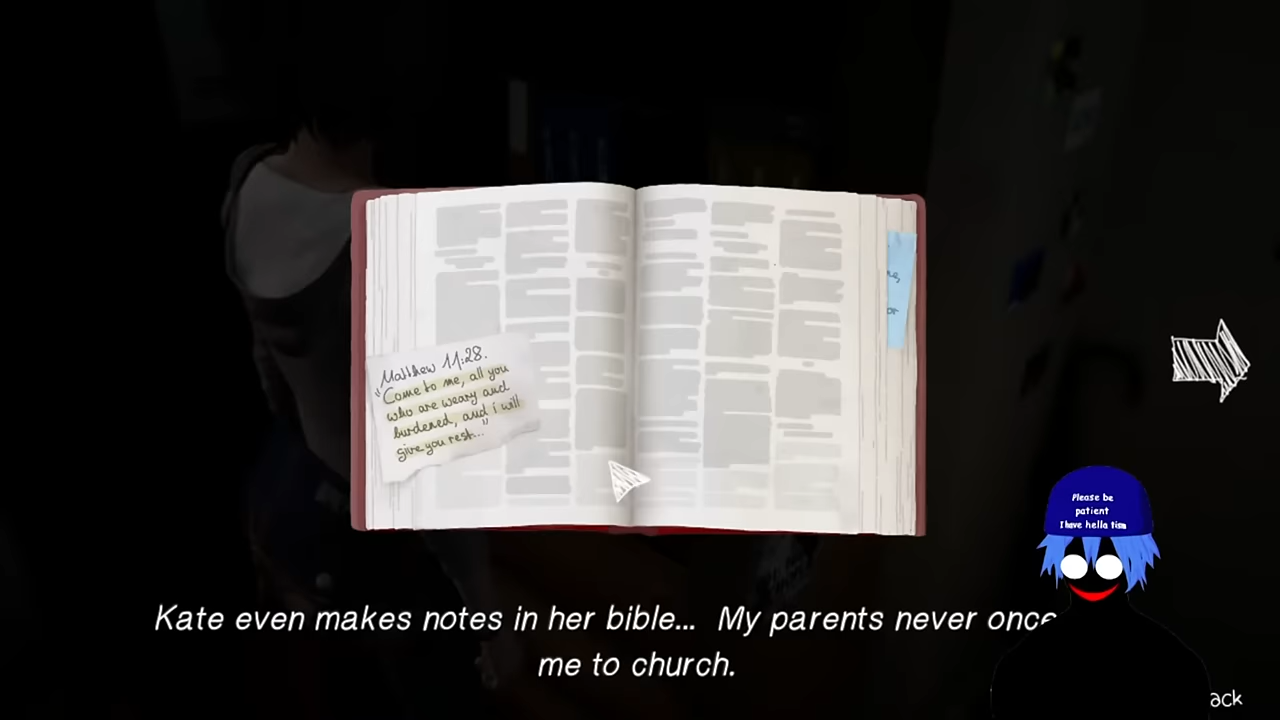 Matthew 11:28.
"Come to me, all you
who are weary and
burdened, and i will
give you rest..."
Please be
patient
I have hella tism
Kate even makes notes in her bible... My parents never once
me to church.
ack